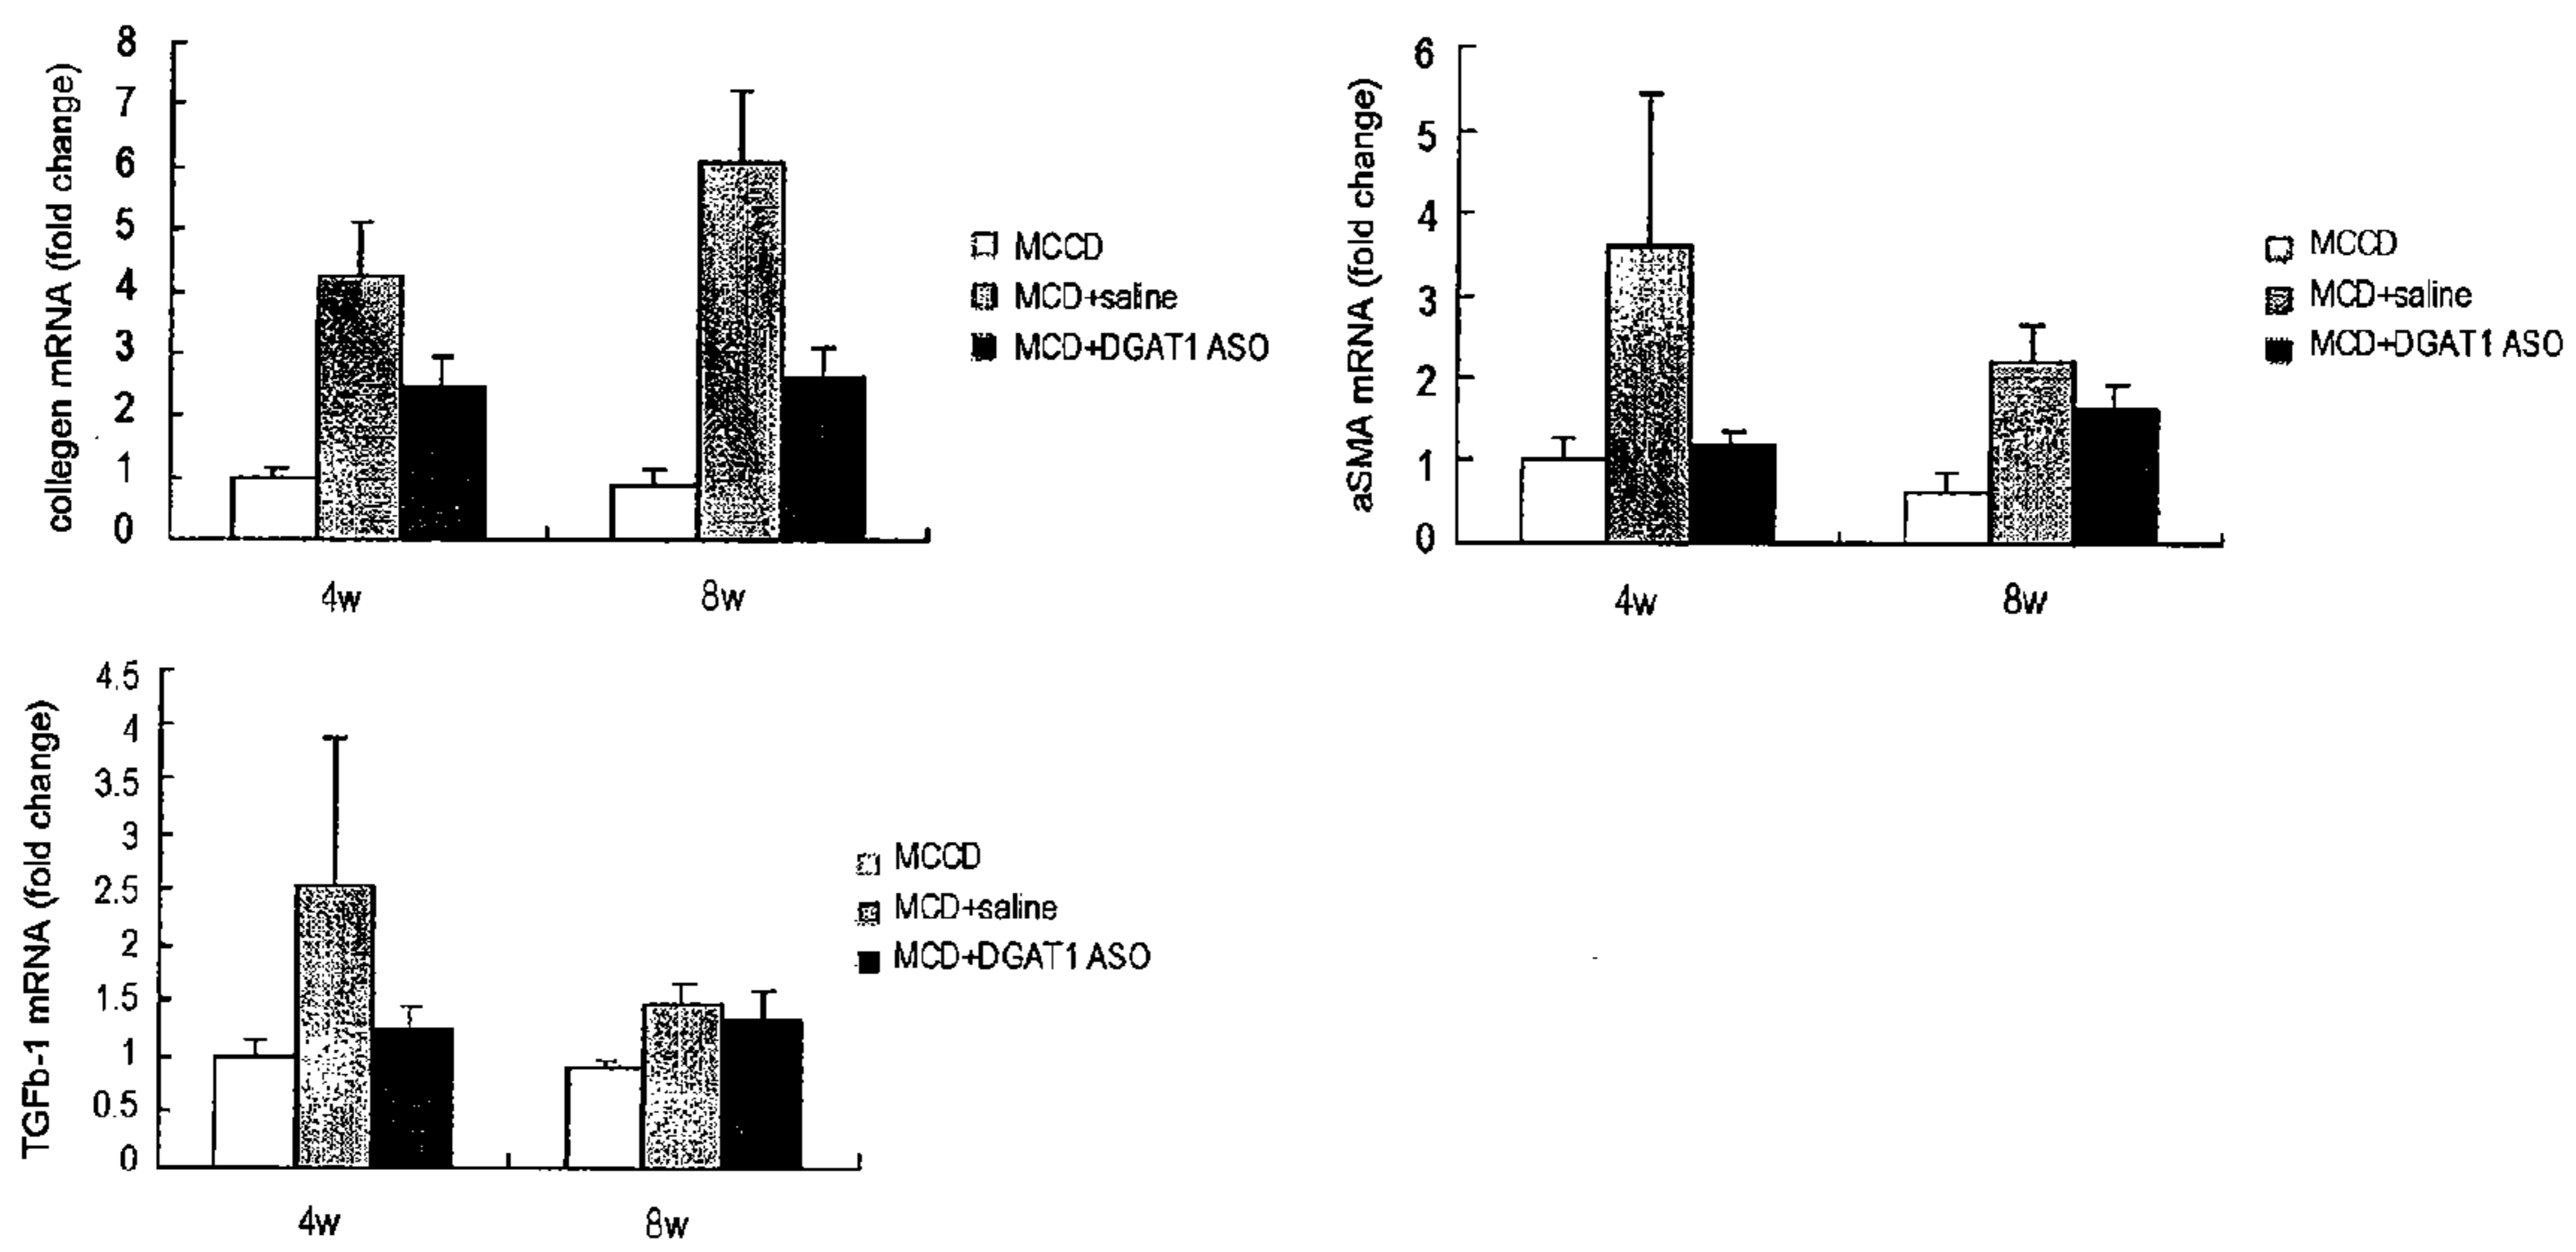 collegen mRNA (fold change)
8
7
6
5
4
3
2
1
0
4w
8w
MCCD
MCD+saline
MCD+DGAT1 ASO
aSMA mRNA (fold change)
6
5
4
3
2
1
0
4w
8w
MCCD
MCD+saline
MCD+DGAT1 ASO
TGFb-1 mRNA (fold change)
4.5
4
3.5
3
2.5
2
1.5
1
0.5
0
4w
8w
MCCD
MCD+saline
MCD+DGAT1 ASO